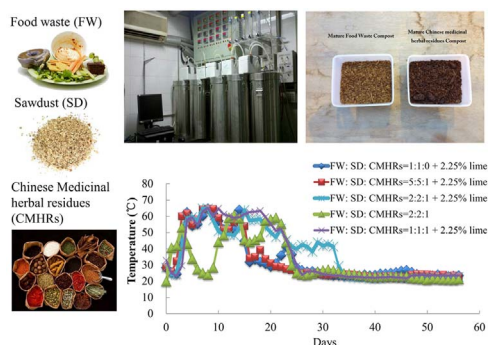 Food waste (FW)
Sawdust (SD)
Chinese Medicinal
herbal residues
(CMHRs)
Mature Food Waste Compost
Mature Chinese medicinal
herbal residues Compost
FW: SD: CMHRs=1:1:0 + 2.25% lime
FW: SD: CMHRs=5:5:1 + 2.25% lime
FW: SD: CMHRs=2:2:1 + 2.25% lime
FW: SD: CMHRs=2:2:1
FW: SD: CMHRs=1:1:1 + 2.25% lime
Temperature (℃)
80
70
60
50
40
30
20
10
0
0 10 20 30 40 50 60
Days